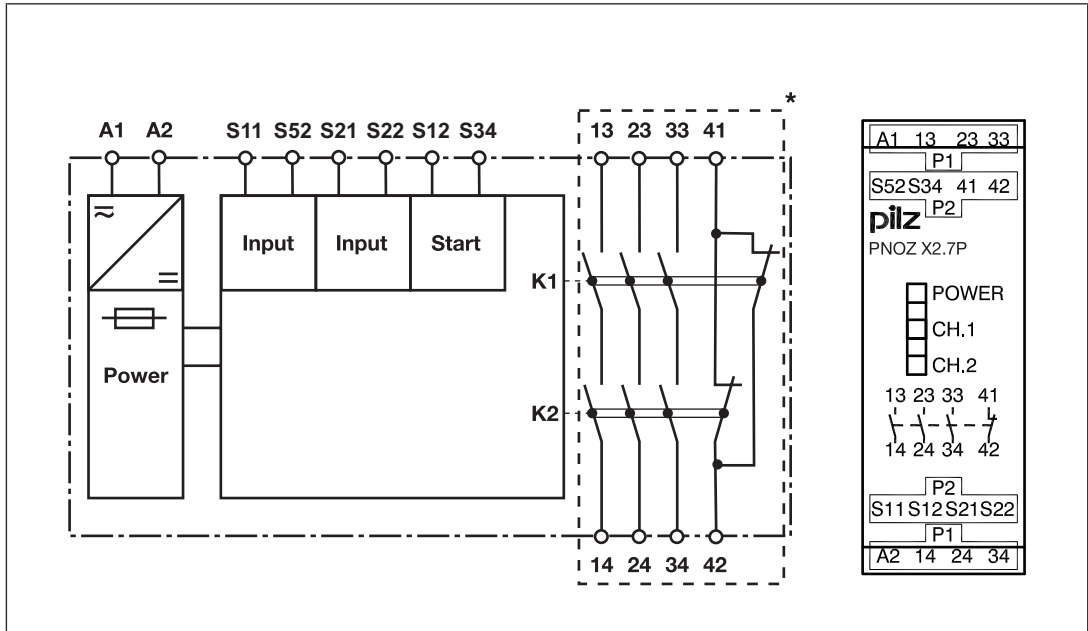 *
A1 A2 S11 S52 S21 S22 S12 S34 13 23 33 41
Input Input Start
K1
Power
K2
14 24 34 42
A1 13 23 33
P1
S52 S34 41 42
P2
pilz
PNOZ X2.7P
POWER
CH.1
CH.2
13 23 33 41
14 24 34 42
P2
S11 S12 S21 S22
P1
A2 14 24 34